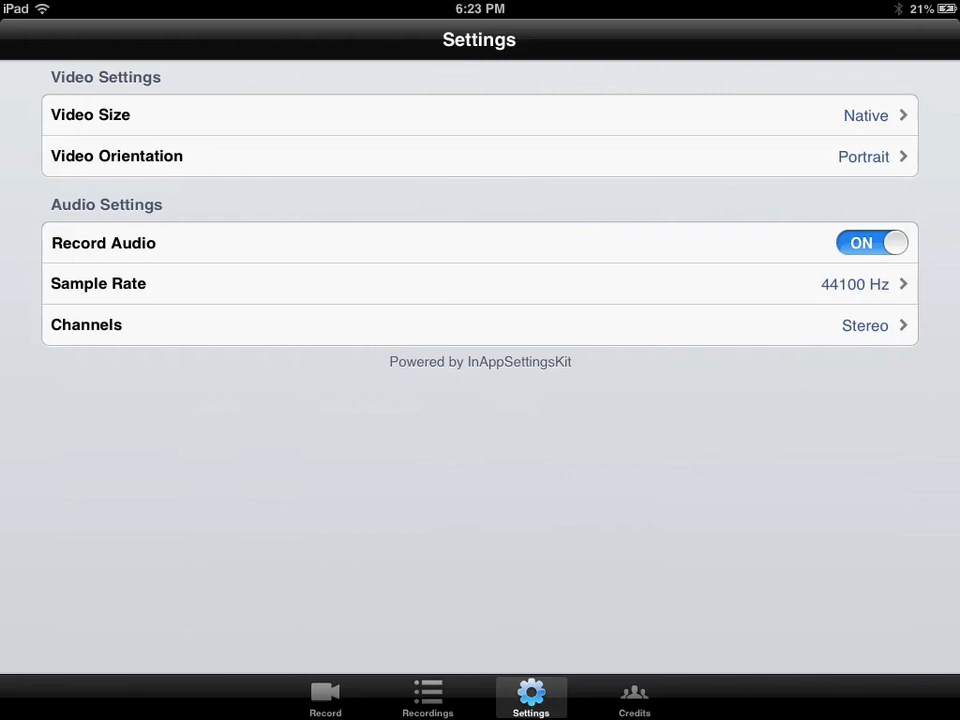 iPad 6:23 PM 21%
Settings
Video Settings
Video Size Native
Video Orientation Portrait
Audio Settings
Record Audio ON
Sample Rate 44100 Hz
Channels Stereo
Powered by InAppSettingsKit
Record Recordings Settings Credits